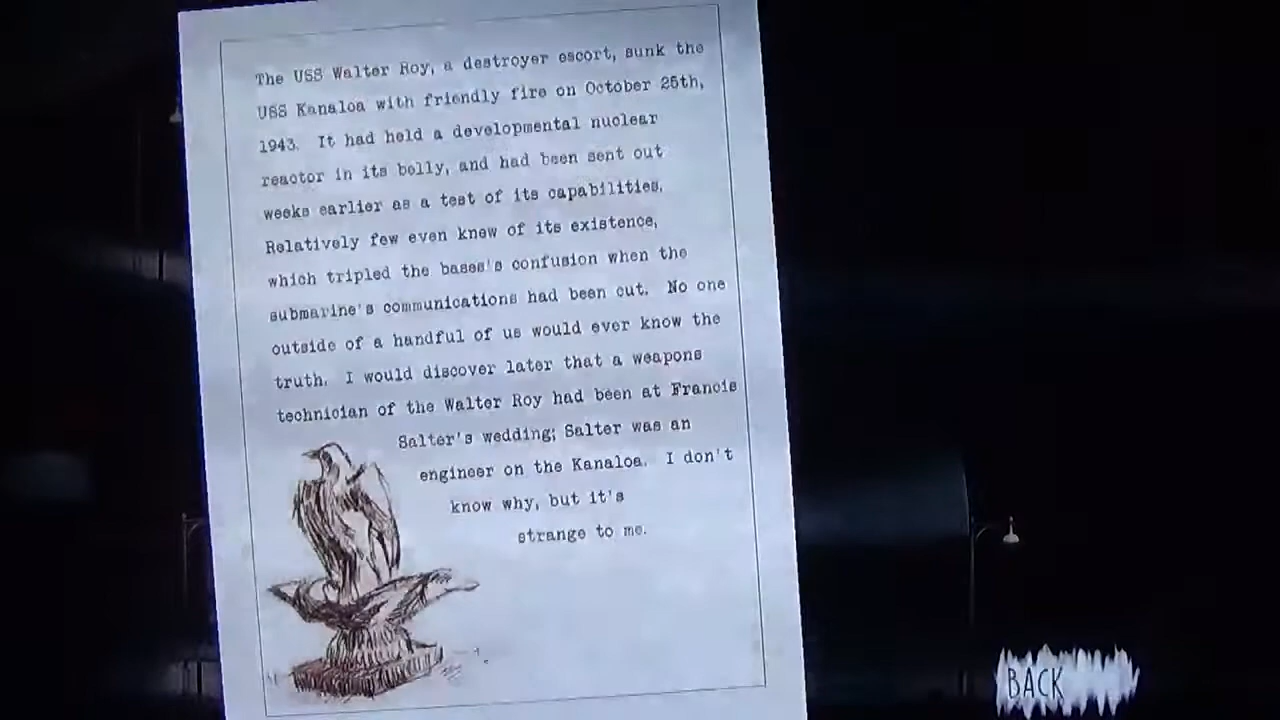 The USS Walter Roy, a destroyer escort, sunk the
USS Kanaloa with friendly fire on October 25th,
1943. It had held a developmental nuclear
reactor in its belly, and had been sent out
weeks earlier as a test of its capabilities.
Relatively few even knew of its existence,
which tripled the bases's confusion when the
submarine's communications had been cut. No one
outside of a handful of us would ever know the
truth. I would discover later that a weapons
technician of the Walter Roy had been at Francis
Salter's wedding; Salter was an
engineer on the Kanaloa. I don't
know why, but it's
strange to me.
BACK